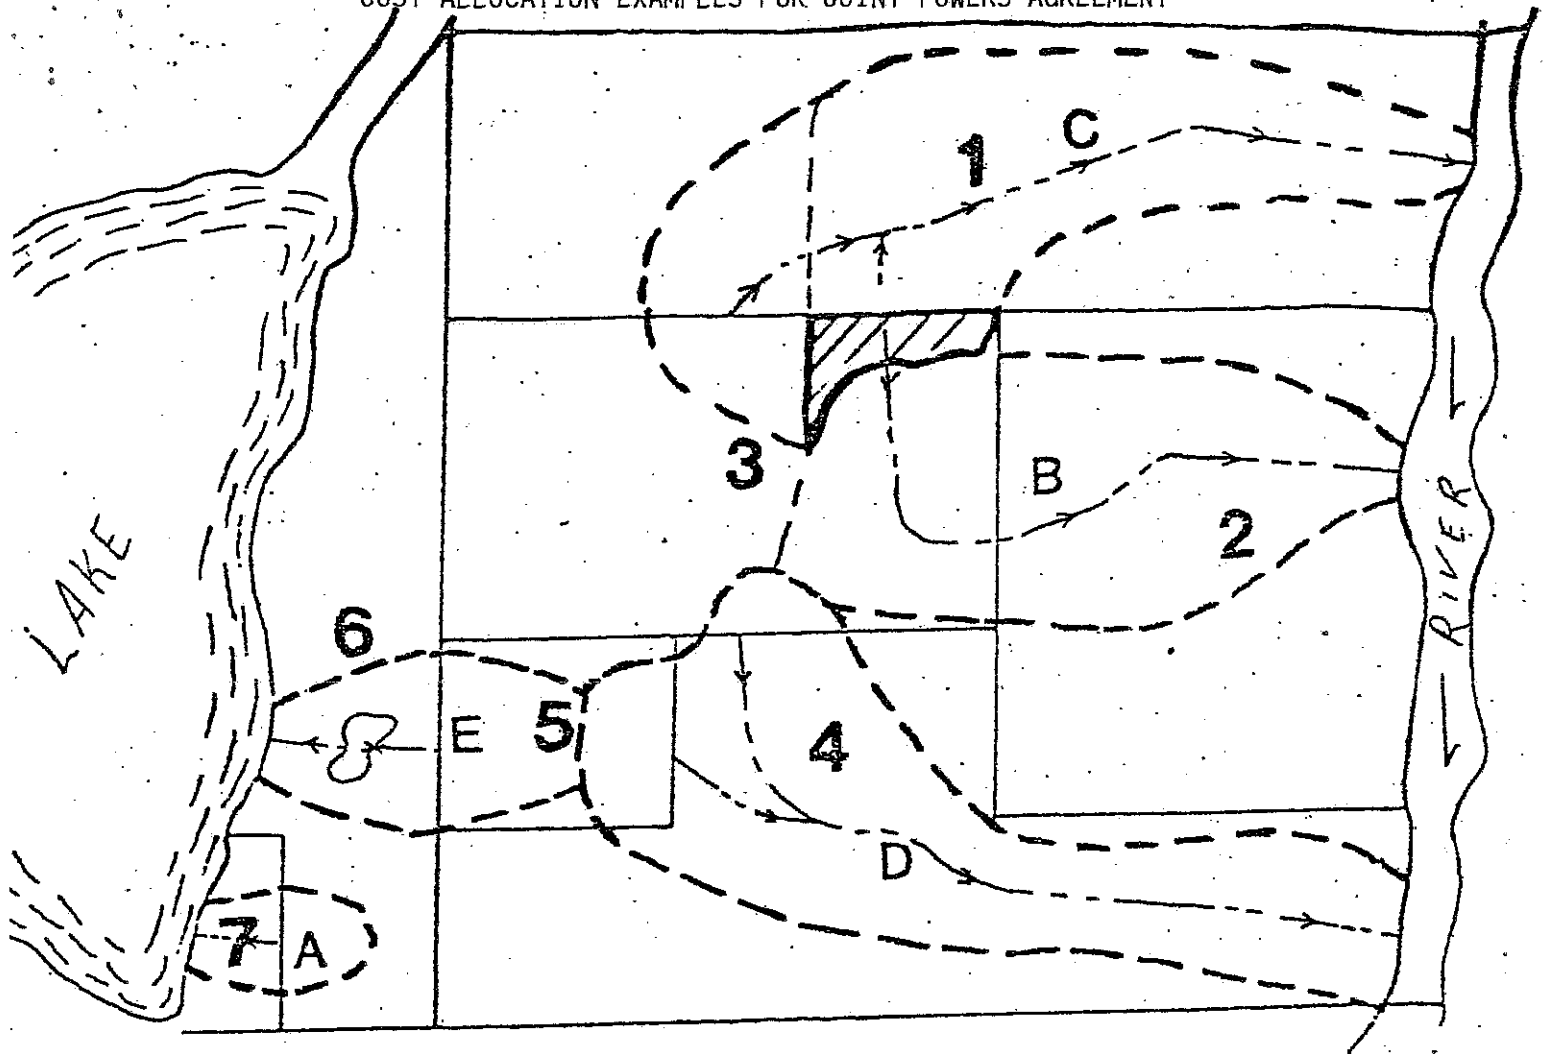 COST ALLOCATION EXAMPLES FOR JOINT POWERS AGREEMENT
C
1
3
B
2
RIVER
LAKE
6
E
5
4
D
7
A